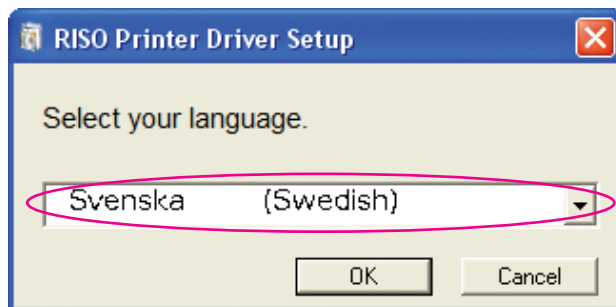 RISO Printer Driver Setup
Select your language.
Svenska (Swedish)
OK Cancel